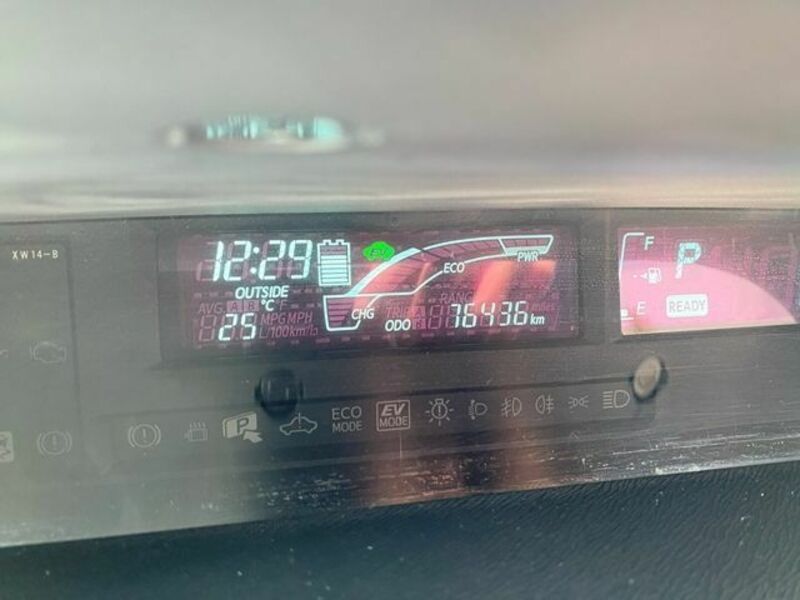 XW14-B
12:29
EV
ECO
PWR
F
P
OUTSIDE
°C
AVG. A B °C °F
MPG MPH
L/100km/h
25
CHG
TRIP
RANGE
miles
ODO 76436 km
E
READY
P
ECO MODE
EV MODE